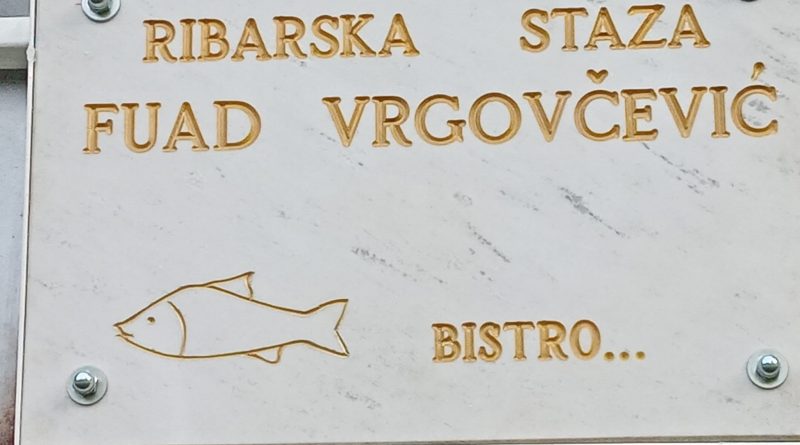 RIBARSKA STAZA
FUAD VRGOVČEVIĆ
BISTRO...